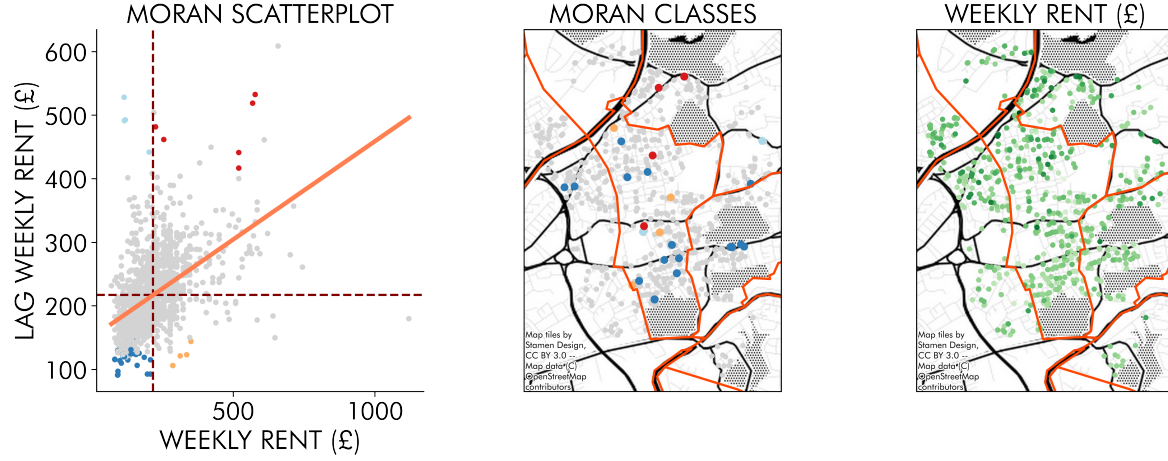 MORAN SCATTERPLOT
LAG WEEKLY RENT (£)
600
500
400
300
200
100
500
1000
WEEKLY RENT (£)
MORAN CLASSES
Map tiles by
Stamen Design,
CC BY 3.0 --
Map data (C)
OpenStreetMap
contributors
WEEKLY RENT (£)
Map tiles by
Stamen Design,
CC BY 3.0 --
Map data (C)
OpenStreetMap
contributors